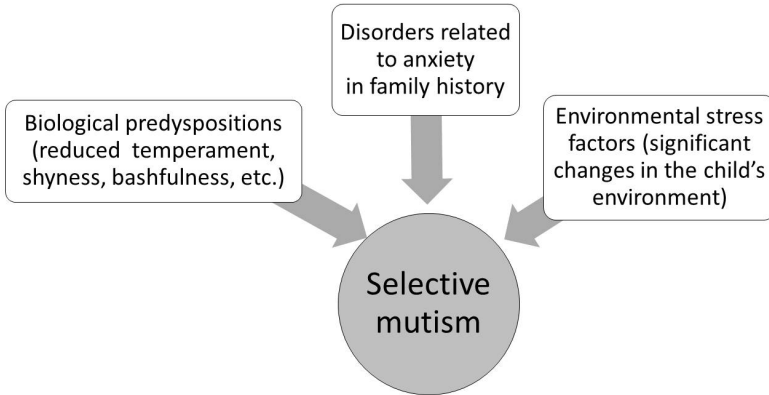 Disorders related
to anxiety
in family history
Biological predyspositions
(reduced temperament,
shyness, bashfulness, etc.)
Environmental stress
factors (significant
changes in the child's
environment)
Selective
mutism